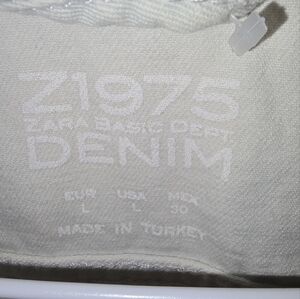 Z1975
ZARA BASIC DEPT
DENIM
EUR USA MEX
L L 30
MADE IN TURKEY